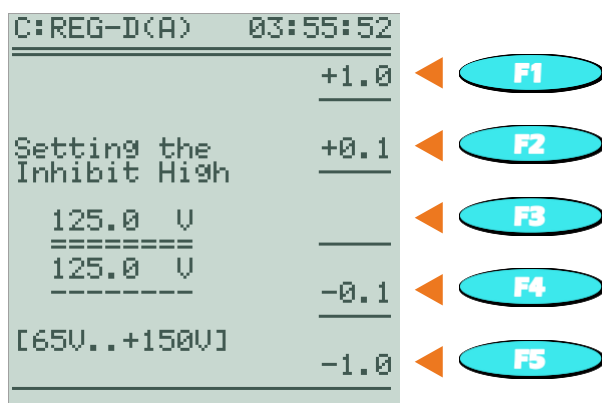 C:REG-D(A) 03:55:52
+1.0 F1
Setting the +0.1 F2
Inhibit High
125.0 V F3
========
125.0 V
--------
-0.1 F4
[65V..+150V]
-1.0 F5